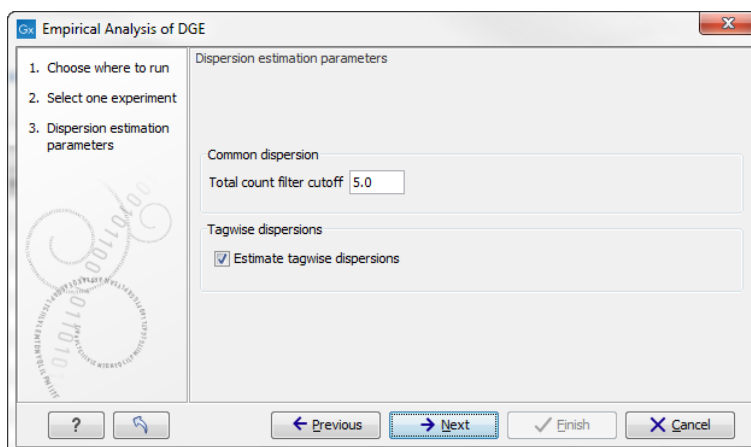 Gx Empirical Analysis of DGE
X
1. Choose where to run
2. Select one experiment
3. Dispersion estimation
parameters
Dispersion estimation parameters
Common dispersion
Total count filter cutoff 5.0
Tagwise dispersions
Estimate tagwise dispersions
? Previous Next Finish Cancel